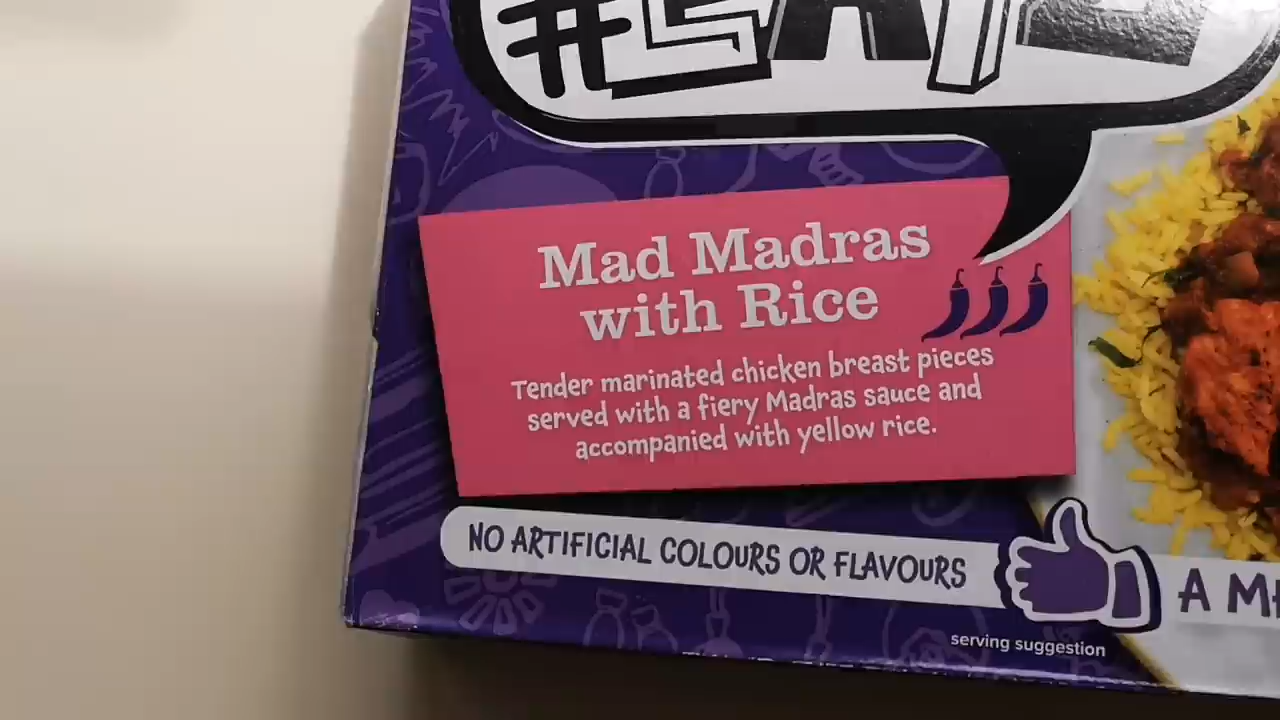 Mad Madras
with Rice
Tender marinated chicken breast pieces
served with a fiery Madras sauce and
accompanied with yellow rice.
NO ARTIFICIAL COLOURS OR FLAVOURS
A M
serving suggestion